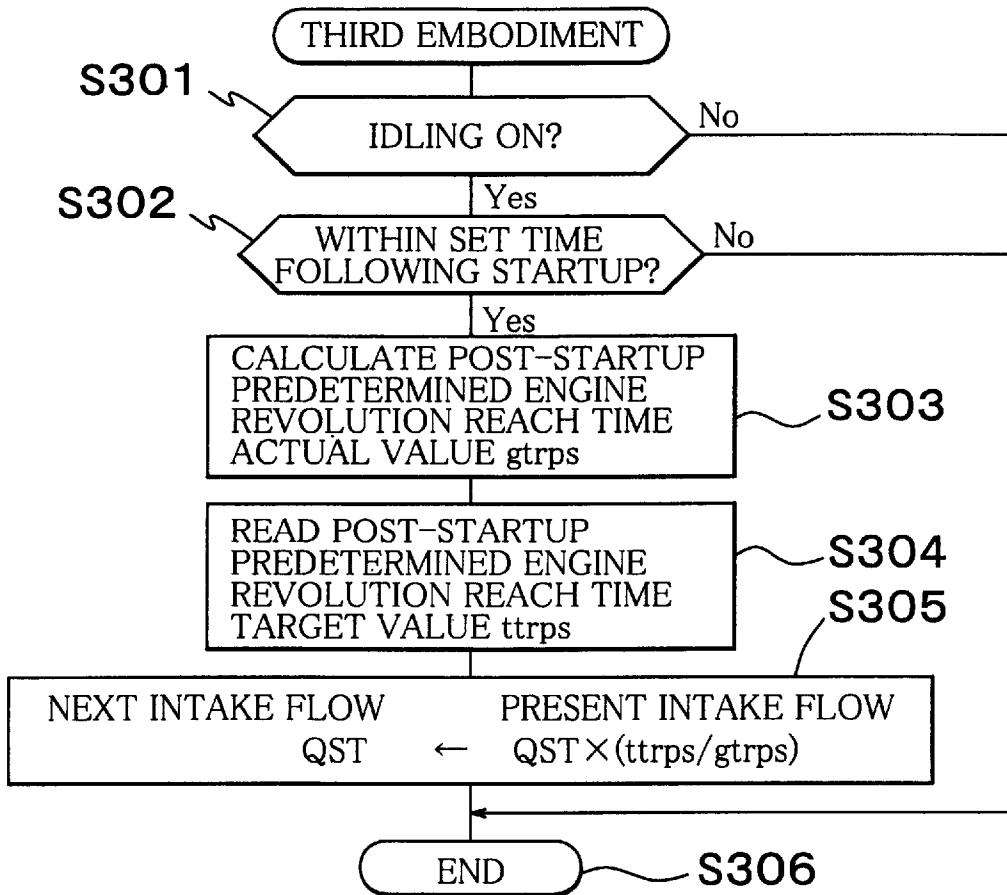 THIRD EMBODIMENT
S301
IDLING ON?
No
Yes
S302
WITHIN SET TIME
FOLLOWING STARTUP?
No
Yes
CALCULATE POST-STARTUP
PREDETERMINED ENGINE
REVOLUTION REACH TIME
ACTUAL VALUE gtrps
S303
READ POST-STARTUP
PREDETERMINED ENGINE
REVOLUTION REACH TIME
TARGET VALUE ttrps
S304
S305
NEXT INTAKE FLOW PRESENT INTAKE FLOW
QST ← QST×(ttrps/gtrps)
END
S306